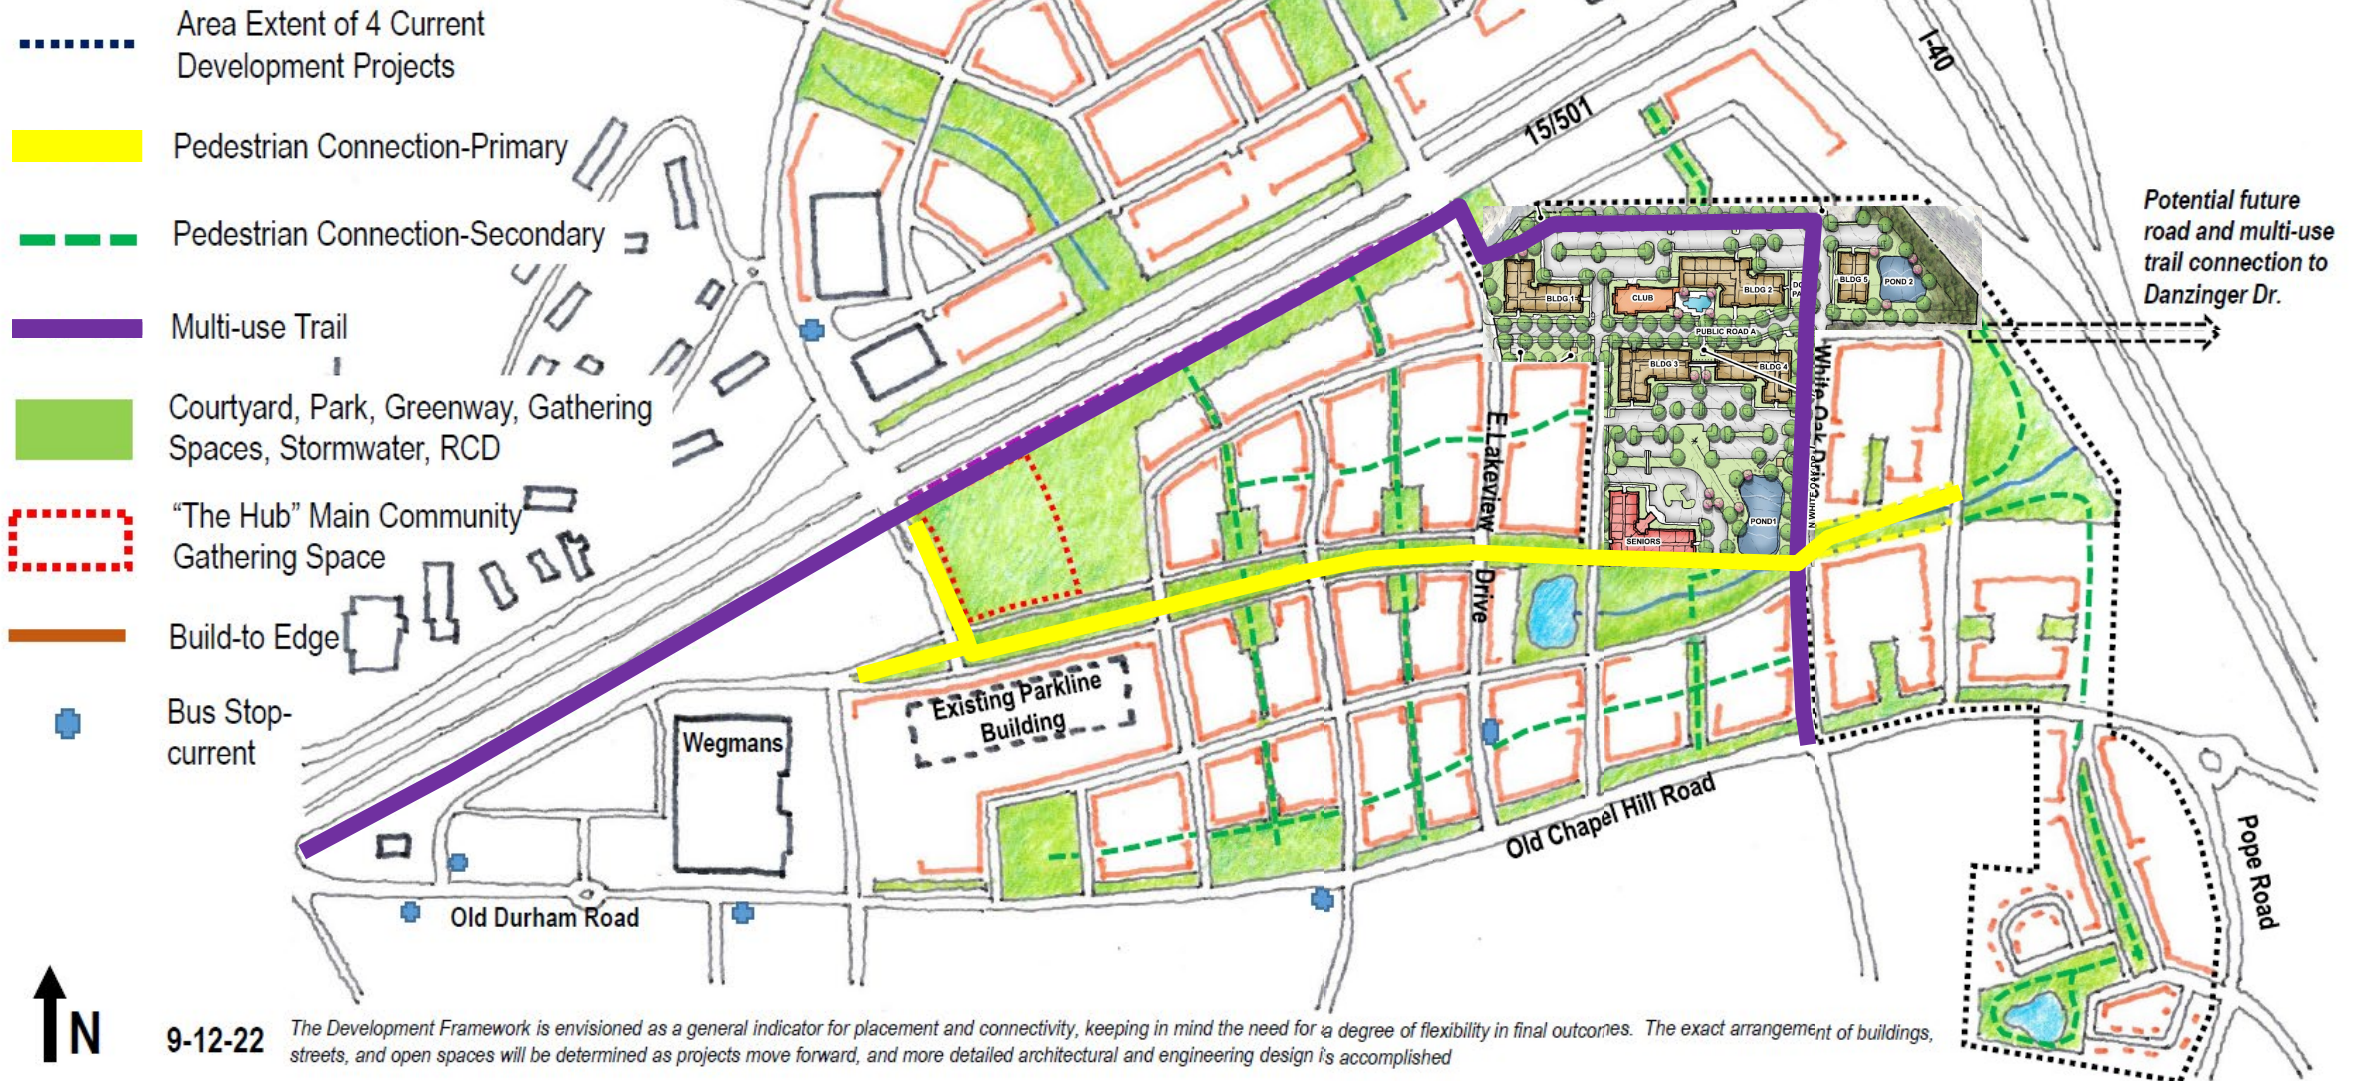 Area Extent of 4 Current
Development Projects
Pedestrian Connection-Primary
Pedestrian Connection-Secondary
Multi-use Trail
Courtyard, Park, Greenway, Gathering
Spaces, Stormwater, RCD
“The Hub” Main Community
Gathering Space
Build-to Edge
Bus Stop-
current
N
9-12-22
I-40
15/501
Potential future
road and multi-use
trail connection to
Danzinger Dr.
BLDG 1
CLUB
BLDG 2
BLDG 5
POND 2
PUBLIC ROAD A
BLDG 3
BLDG 4
POND1
SENIORS
White Oak Drive
N WHITE OAK DR
E Lakeview Drive
Existing Parkline
Building
Wegmans
Old Chapel Hill Road
Old Durham Road
Pope Road
The Development Framework is envisioned as a general indicator for placement and connectivity, keeping in mind the need for a degree of flexibility in final outcomes. The exact arrangement of buildings,
streets, and open spaces will be determined as projects move forward, and more detailed architectural and engineering design is accomplished